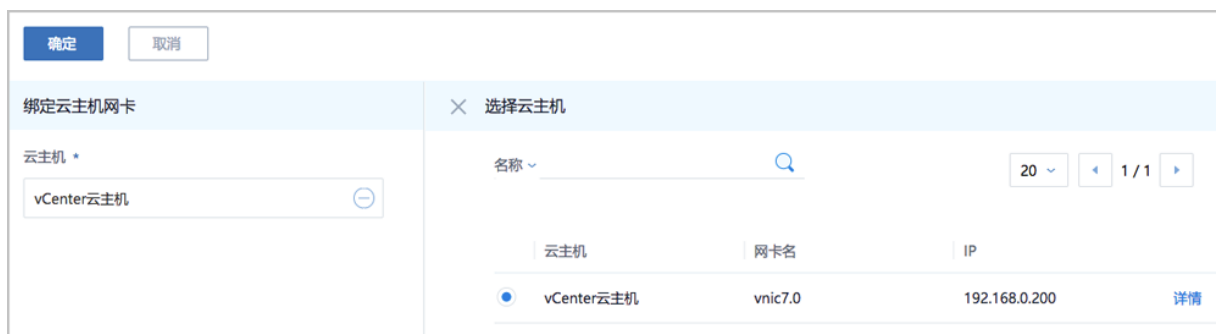 确定 取消
绑定云主机网卡
选择云主机
云主机 *
vCenter云主机
名称
20 1 / 1
云主机 网卡名 IP
vCenter云主机 vnic7.0 192.168.0.200 详情